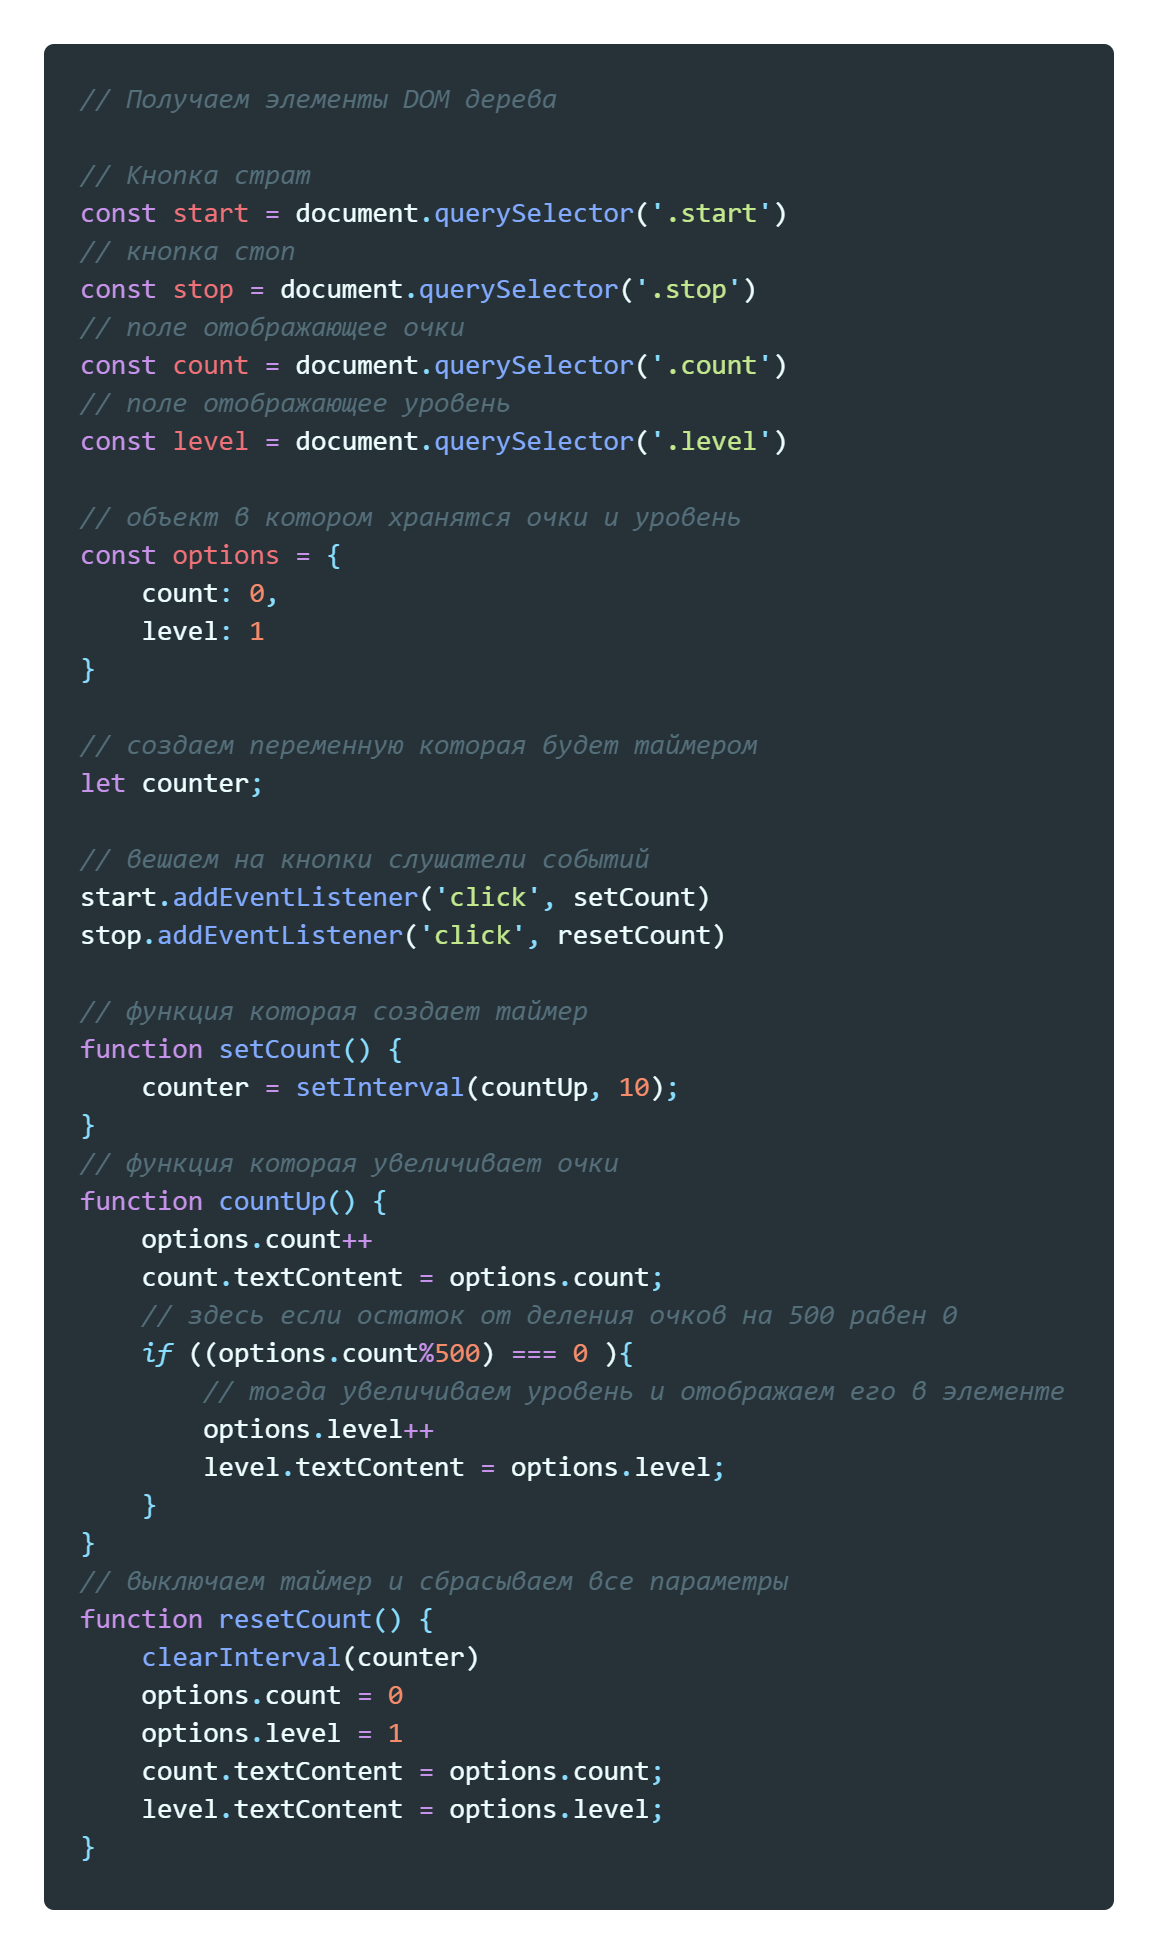 // Получаем элементы DOM дерева
// Кнопка страт
const start = document.querySelector('.start')
// кнопка стоп
const stop = document.querySelector('.stop')
// поле отображающее очки
const count = document.querySelector('.count')
// поле отображающее уровень
const level = document.querySelector('.level')
// объект в котором хранятся очки и уровень
const options = {
    count: 0,
    level: 1
}
// создаем переменную которая будет таймером
let counter;
// вешаем на кнопки слушатели событий
start.addEventListener('click', setCount)
stop.addEventListener('click', resetCount)
// функция которая создает таймер
function setCount() {
    counter = setInterval(countUp, 10);
}
// функция которая увеличивает очки
function countUp() {
    options.count++
    count.textContent = options.count;
    // здесь если остаток от деления очков на 500 равен 0
    if ((options.count%500) === 0 ){
        // тогда увеличиваем уровень и отображаем его в элементе
        options.level++
        level.textContent = options.level;
    }
}
// выключаем таймер и сбрасываем все параметры
function resetCount() {
    clearInterval(counter)
    options.count = 0
    options.level = 1
    count.textContent = options.count;
    level.textContent = options.level;
}